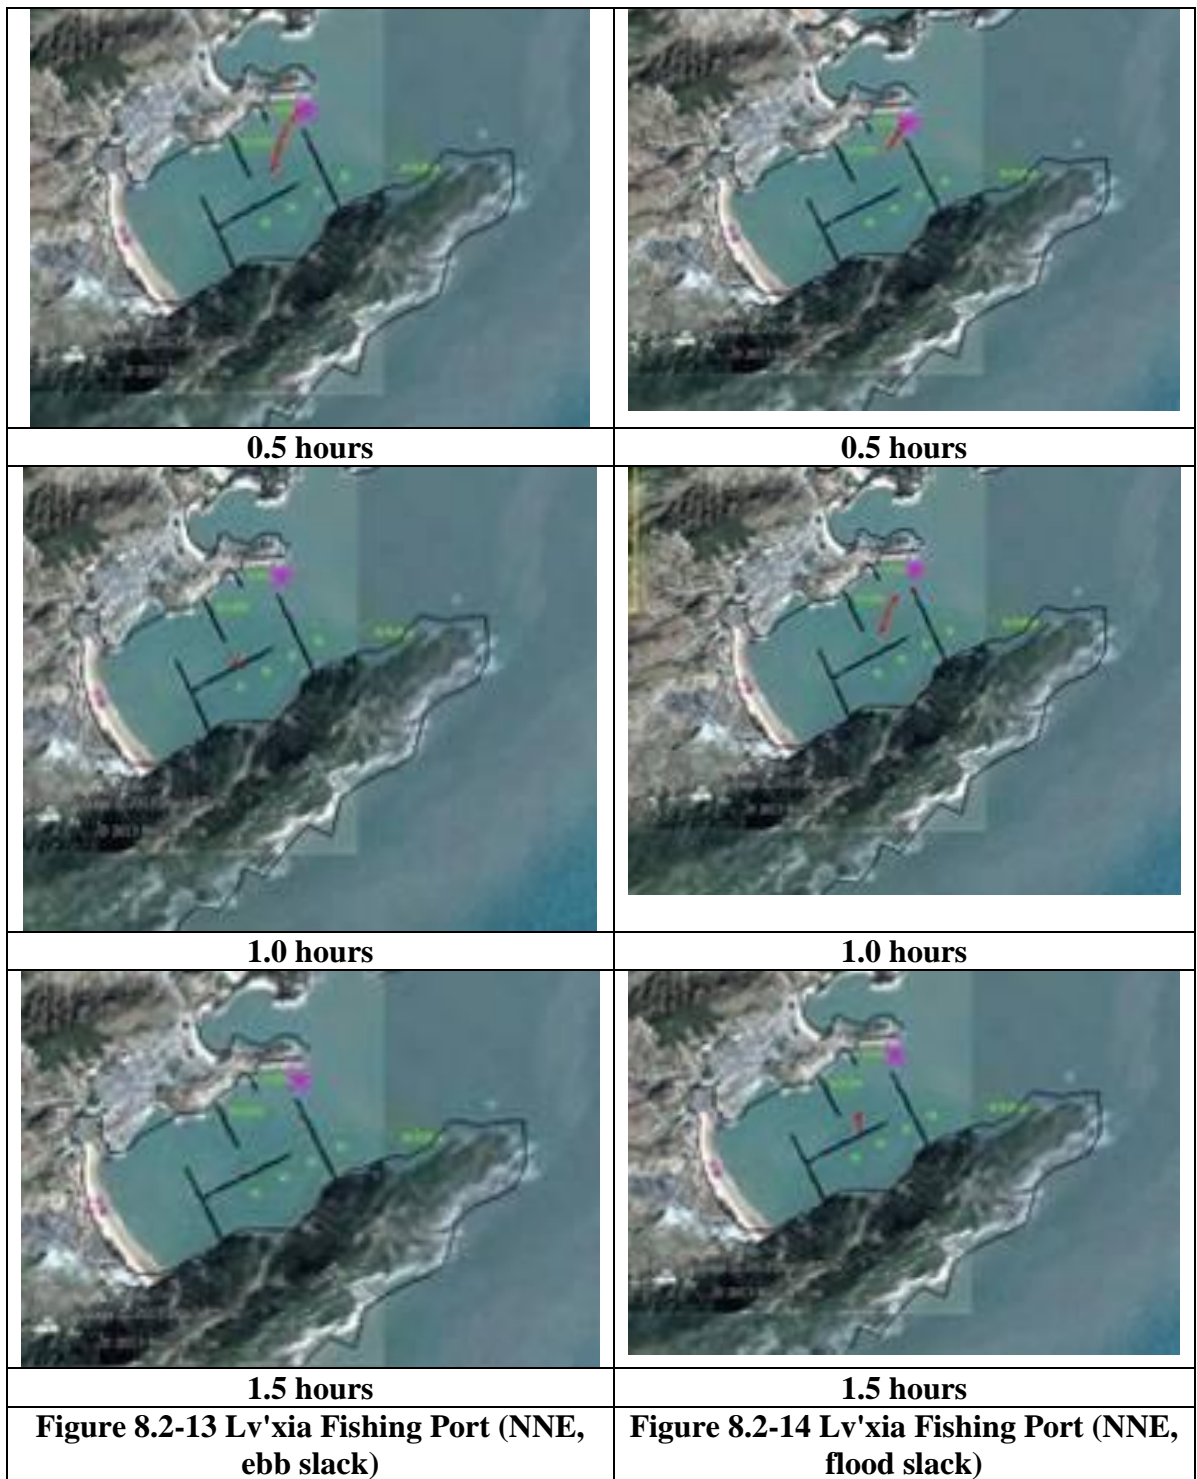 0.5 hours
0.5 hours
1.0 hours
1.0 hours
1.5 hours
1.5 hours
Figure 8.2-13 Lv'xia Fishing Port (NNE,
ebb slack)
Figure 8.2-14 Lv'xia Fishing Port (NNE,
flood slack)